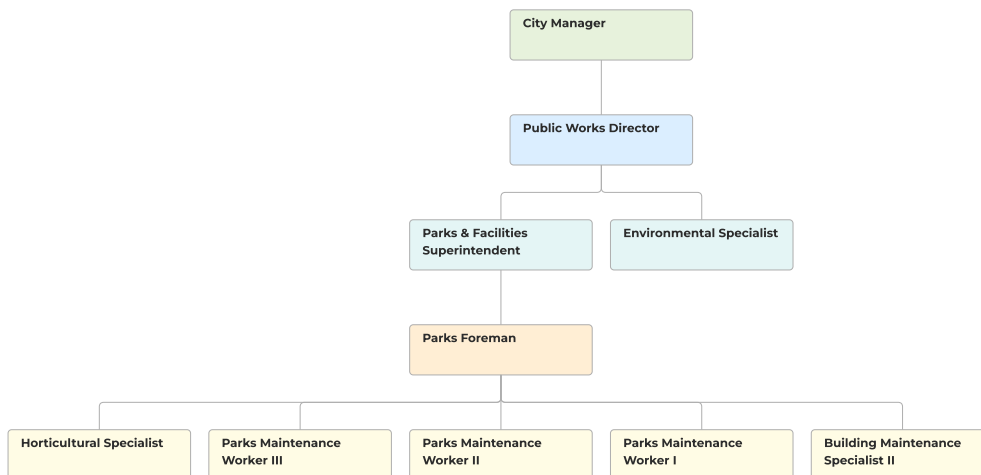 City Manager
Public Works Director
Parks & Facilities
Superintendent
Environmental Specialist
Parks Foreman
Horticultural Specialist
Parks Maintenance
Worker III
Parks Maintenance
Worker II
Parks Maintenance
Worker I
Building Maintenance
Specialist II